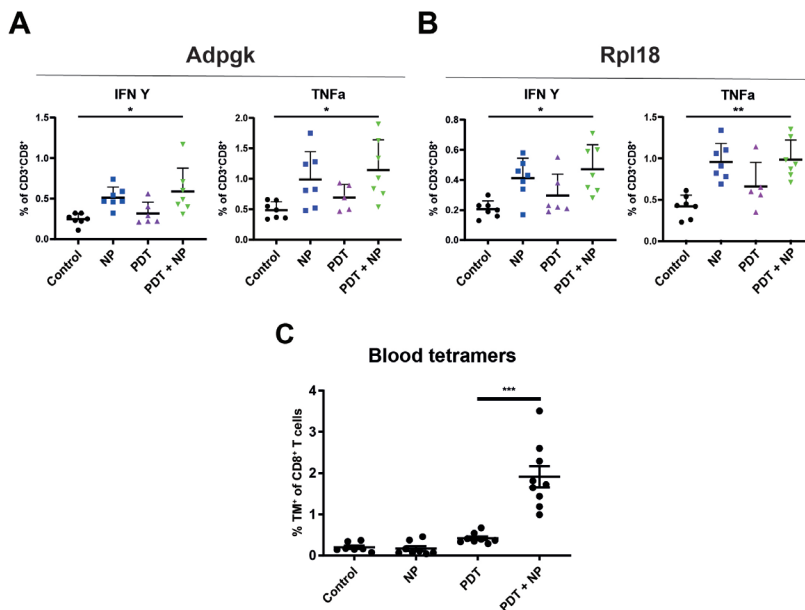 A
Adpgk
IFN Y
*
% of CD3⁺CD8⁺
1.5
1.0
0.5
0.0
Control
NP
PDT
PDT + NP
TNFa
*
% of CD3⁺CD8⁺
2.0
1.5
1.0
0.5
0.0
Control
NP
PDT
PDT + NP
B
Rpl18
IFN Y
*
% of CD3⁺CD8⁺
0.8
0.6
0.4
0.2
0.0
Control
NP
PDT
PDT + NP
TNFa
**
% of CD3⁺CD8⁺
1.5
1.0
0.5
0.0
Control
NP
PDT
PDT + NP
C
Blood tetramers
***
% TM⁺ of CD8⁺ T cells
4
3
2
1
0
Control
NP
PDT
PDT + NP